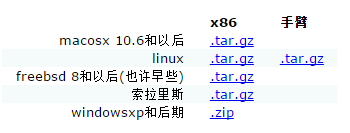 x86 手臂
macosx 10.6和以后 .tar.gz
linux .tar.gz .tar.gz
freebsd 8和以后(也许早些) .tar.gz
索拉里斯 .tar.gz
windowsxp和后期 .zip